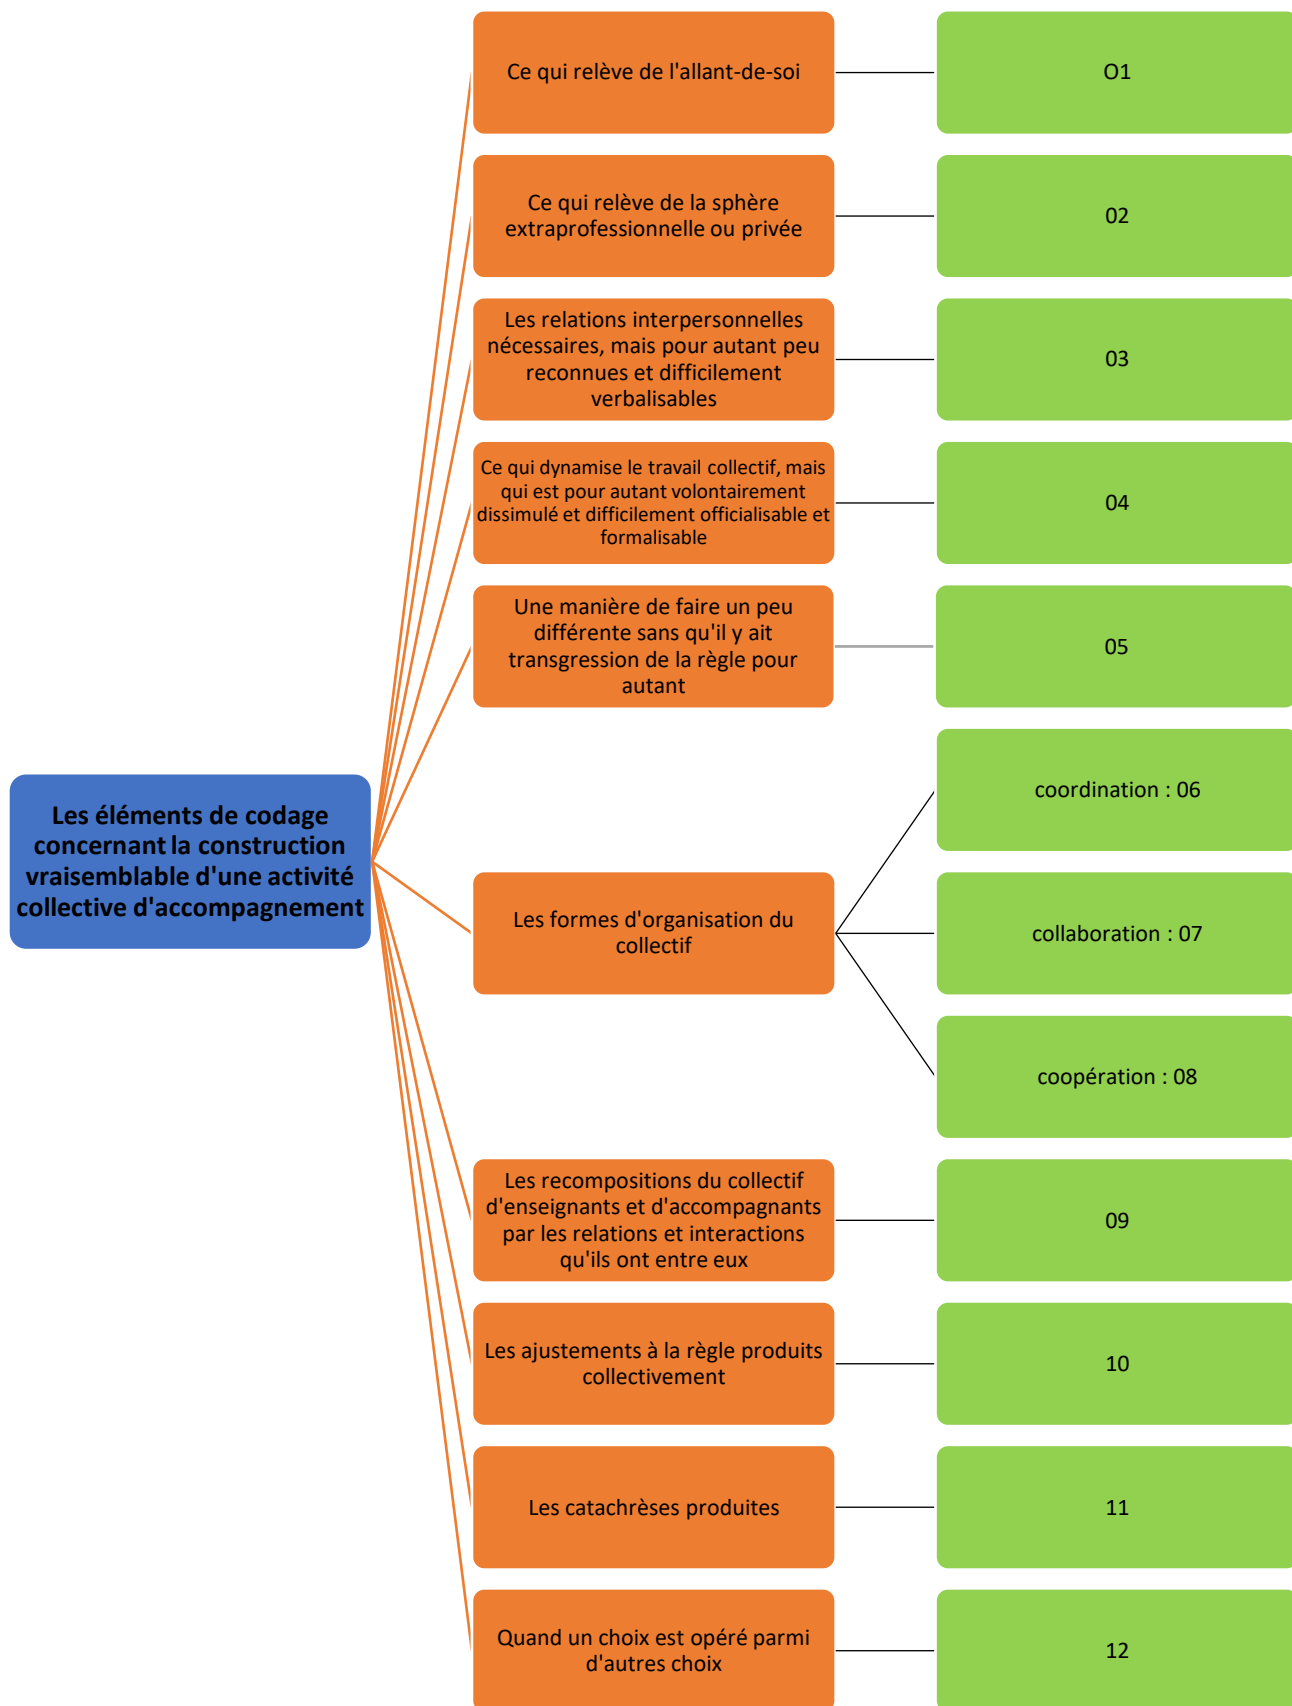 Ce qui relève de l'allant-de-soi
O1
Ce qui relève de la sphère
extraprofessionnelle ou privée
02
Les relations interpersonnelles
nécessaires, mais pour autant peu
reconnues et difficilement
verbalisables
03
Ce qui dynamise le travail collectif, mais
qui est pour autant volontairement
dissimulé et difficilement officialisable et
formalisable
04
Une manière de faire un peu
différente sans qu'il y ait
transgression de la règle pour
autant
05
Les éléments de codage
concernant la construction
vraisemblable d'une activité
collective d'accompagnement
Les formes d'organisation du
collectif
coordination : 06
collaboration : 07
coopération : 08
Les recompositions du collectif
d'enseignants et d'accompagnants
par les relations et interactions
qu'ils ont entre eux
09
Les ajustements à la règle produits
collectivement
10
Les catachrèses produites
11
Quand un choix est opéré parmi
d'autres choix
12